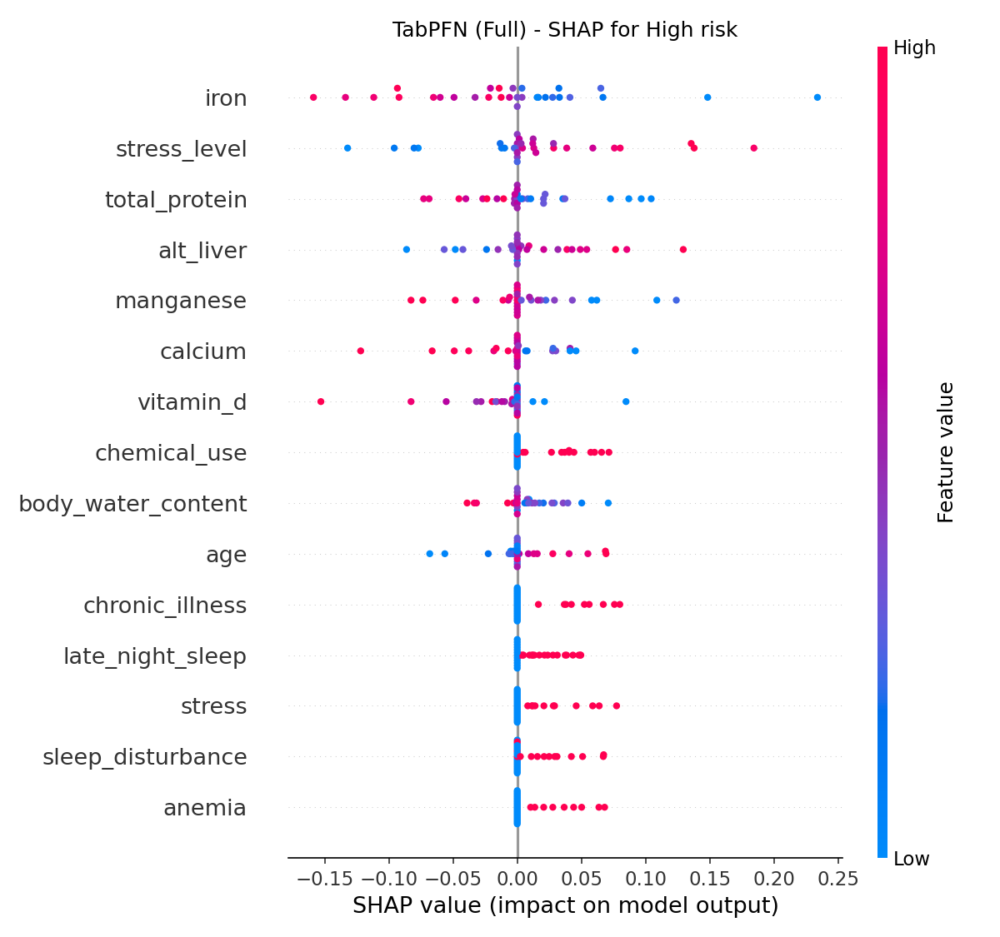 TabPFN (Full) - SHAP for High risk
High
iron
stress_level
total_protein
alt_liver
manganese
calcium
vitamin_d
chemical_use
body_water_content
age
chronic_illness
late_night_sleep
stress
sleep_disturbance
anemia
Feature value
Low
−0.15 −0.10 −0.05 0.00 0.05 0.10 0.15 0.20 0.25
SHAP value (impact on model output)